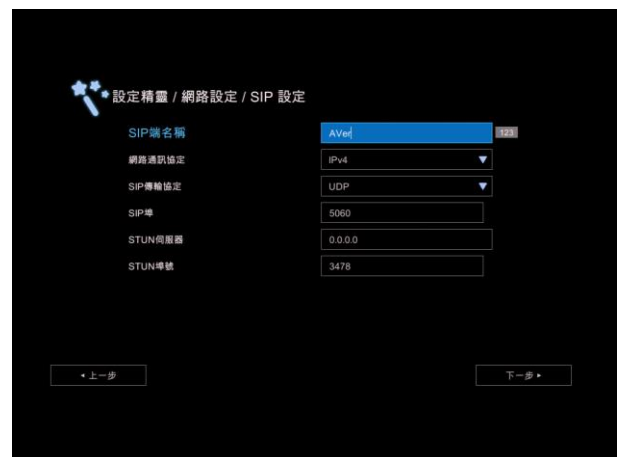 設定精靈 / 網路設定 / SIP 設定
SIP端名稱 AVer 123
網路通訊協定 IPv4 ▼
SIP傳輸協定 UDP ▼
SIP埠 5060
STUN伺服器 0.0.0.0
STUN埠號 3478
◂ 上一步 下一步 ▸